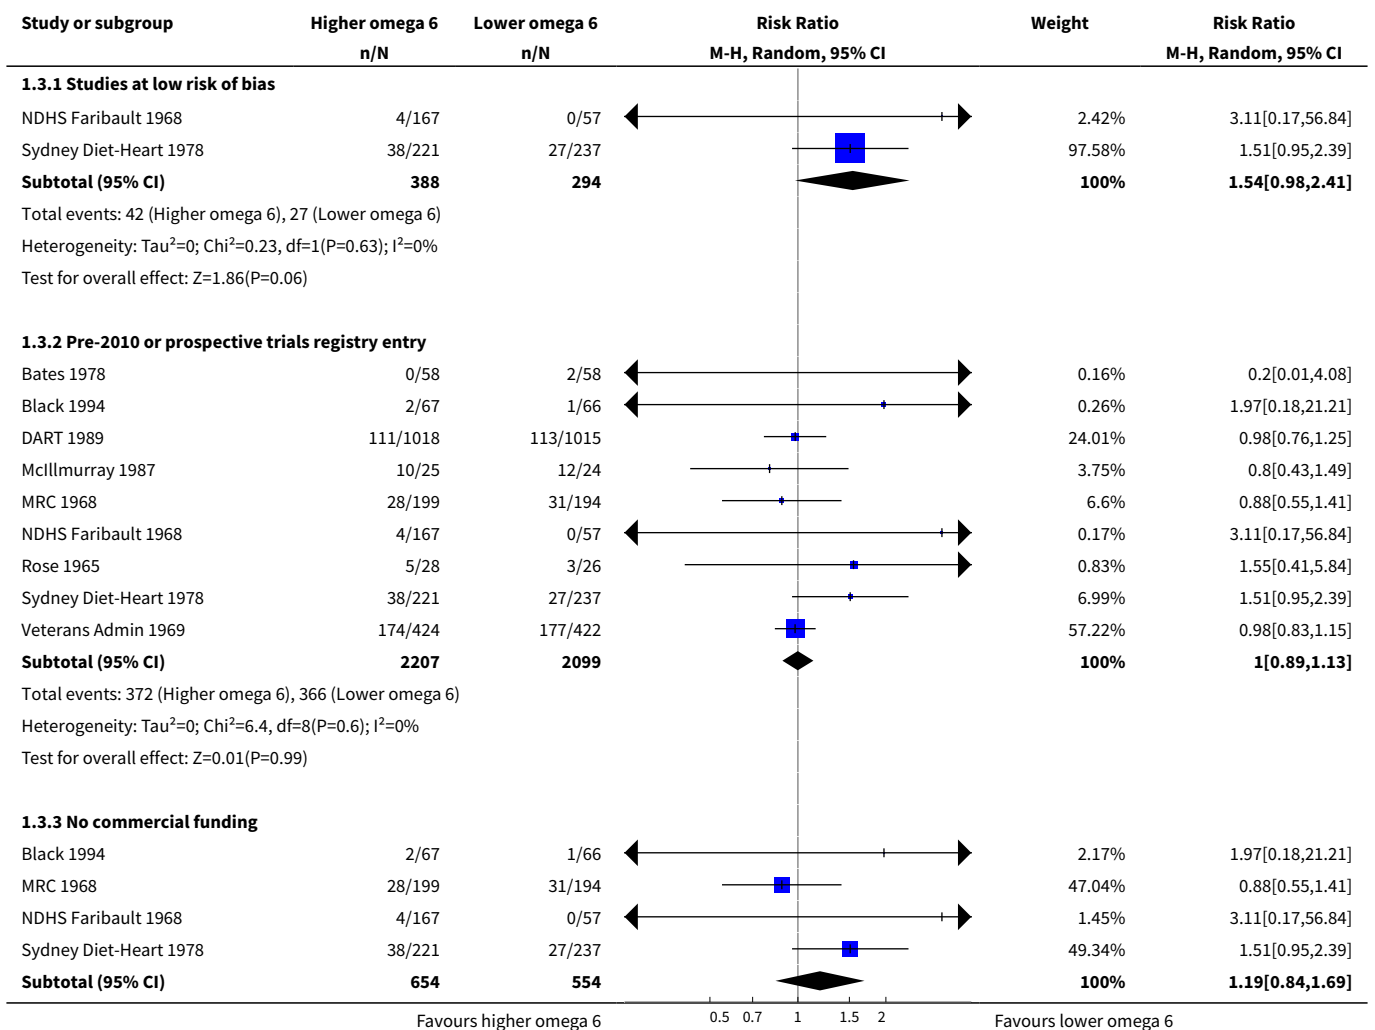 Study or subgroup Higher omega 6 Lower omega 6 Risk Ratio Weight Risk Ratio
n/N n/N M-H, Random, 95% CI M-H, Random, 95% CI
1.3.1 Studies at low risk of bias
NDHS Faribault 1968 4/167 0/57 2.42% 3.11[0.17,56.84]
Sydney Diet-Heart 1978 38/221 27/237 97.58% 1.51[0.95,2.39]
Subtotal (95% CI) 388 294 100% 1.54[0.98,2.41]
Total events: 42 (Higher omega 6), 27 (Lower omega 6)
Heterogeneity: Tau²=0; Chi²=0.23, df=1(P=0.63); I²=0%
Test for overall effect: Z=1.86(P=0.06)
1.3.2 Pre-2010 or prospective trials registry entry
Bates 1978 0/58 2/58 0.16% 0.2[0.01,4.08]
Black 1994 2/67 1/66 0.26% 1.97[0.18,21.21]
DART 1989 111/1018 113/1015 24.01% 0.98[0.76,1.25]
McIllmurray 1987 10/25 12/24 3.75% 0.8[0.43,1.49]
MRC 1968 28/199 31/194 6.6% 0.88[0.55,1.41]
NDHS Faribault 1968 4/167 0/57 0.17% 3.11[0.17,56.84]
Rose 1965 5/28 3/26 0.83% 1.55[0.41,5.84]
Sydney Diet-Heart 1978 38/221 27/237 6.99% 1.51[0.95,2.39]
Veterans Admin 1969 174/424 177/422 57.22% 0.98[0.83,1.15]
Subtotal (95% CI) 2207 2099 100% 1[0.89,1.13]
Total events: 372 (Higher omega 6), 366 (Lower omega 6)
Heterogeneity: Tau²=0; Chi²=6.4, df=8(P=0.6); I²=0%
Test for overall effect: Z=0.01(P=0.99)
1.3.3 No commercial funding
Black 1994 2/67 1/66 2.17% 1.97[0.18,21.21]
MRC 1968 28/199 31/194 47.04% 0.88[0.55,1.41]
NDHS Faribault 1968 4/167 0/57 1.45% 3.11[0.17,56.84]
Sydney Diet-Heart 1978 38/221 27/237 49.34% 1.51[0.95,2.39]
Subtotal (95% CI) 654 554 100% 1.19[0.84,1.69]
Favours higher omega 6 0.5 0.7 1 1.5 2 Favours lower omega 6